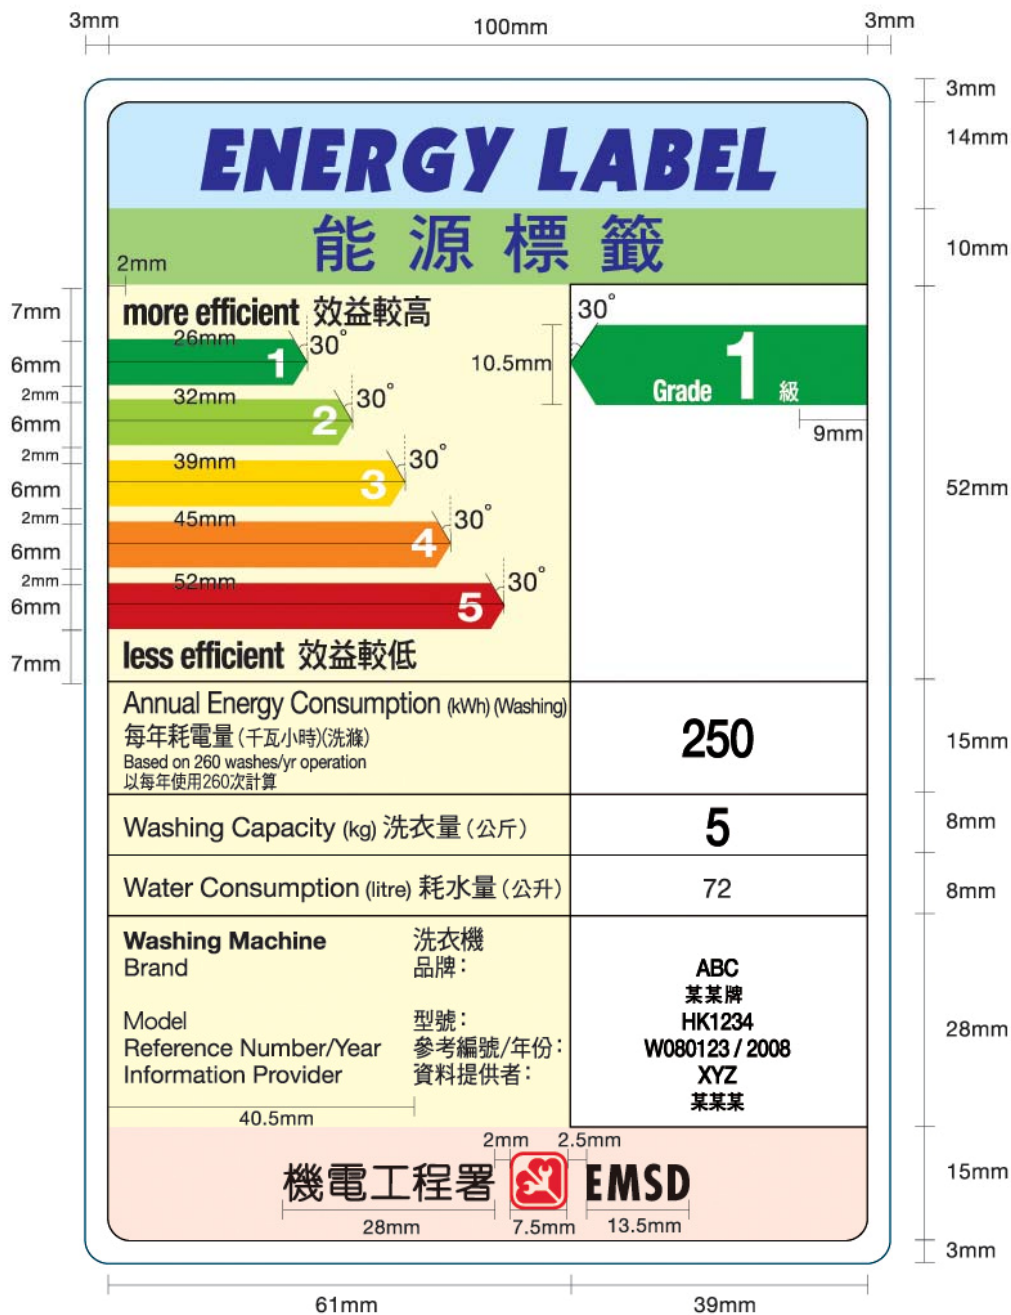 3mm 100mm 3mm
3mm
ENERGY LABEL
14mm
能源標籤
10mm
2mm
more efficient 效益較高
7mm
30°
26mm
1
30°
6mm
10.5mm
Grade 1 級
9mm
2mm
32mm
2
30°
6mm
2mm
39mm
3
30°
6mm
52mm
2mm
45mm
4
30°
6mm
2mm
52mm
5
30°
6mm
less efficient 效益較低
7mm
Annual Energy Consumption (kWh) (Washing)
每年耗電量(千瓦小時)(洗滌)
Based on 260 washes/yr operation
以每年使用260次計算
250
15mm
Washing Capacity (kg) 洗衣量(公斤)
5
8mm
Water Consumption (litre) 耗水量(公升)
72
8mm
Washing Machine 洗衣機
Brand 品牌: ABC
某某牌
Model 型號: HK1234
Reference Number/Year 參考編號/年份: W080123 / 2008
Information Provider 資料提供者: XYZ
某某某
28mm
40.5mm
2mm 2.5mm
機電工程署 EMSD
15mm
28mm 7.5mm 13.5mm
3mm
61mm 39mm